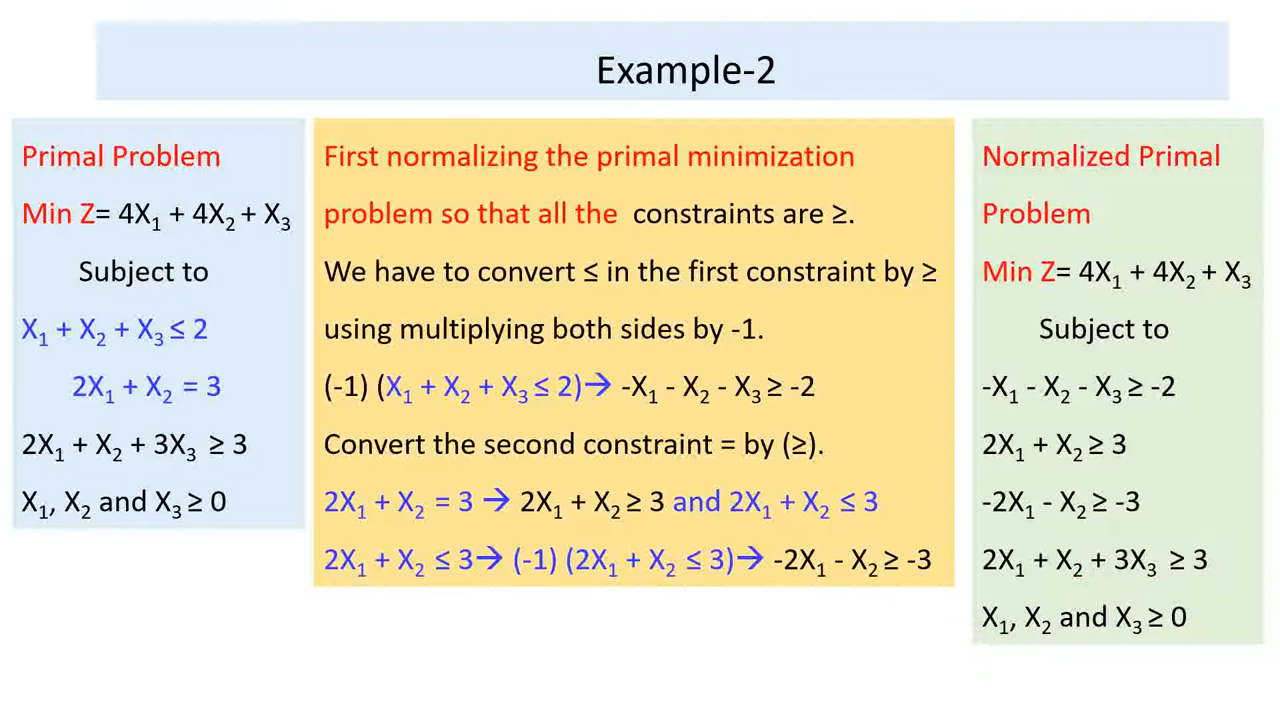 Example-2
Primal Problem
Min Z= 4X₁ + 4X₂ + X₃
Subject to
X₁ + X₂ + X₃ ≤ 2
2X₁ + X₂ = 3
2X₁ + X₂ + 3X₃ ≥ 3
X₁, X₂ and X₃ ≥ 0
First normalizing the primal minimization
problem so that all the constraints are ≥.
We have to convert ≤ in the first constraint by ≥
using multiplying both sides by -1.
(-1) (X₁ + X₂ + X₃ ≤ 2)→ -X₁ - X₂ - X₃ ≥ -2
Convert the second constraint = by (≥).
2X₁ + X₂ = 3 → 2X₁ + X₂ ≥ 3 and 2X₁ + X₂ ≤ 3
2X₁ + X₂ ≤ 3→ (-1) (2X₁ + X₂ ≤ 3)→ -2X₁ - X₂ ≥ -3
Normalized Primal
Problem
Min Z= 4X₁ + 4X₂ + X₃
Subject to
-X₁ - X₂ - X₃ ≥ -2
2X₁ + X₂ ≥ 3
-2X₁ - X₂ ≥ -3
2X₁ + X₂ + 3X₃ ≥ 3
X₁, X₂ and X₃ ≥ 0